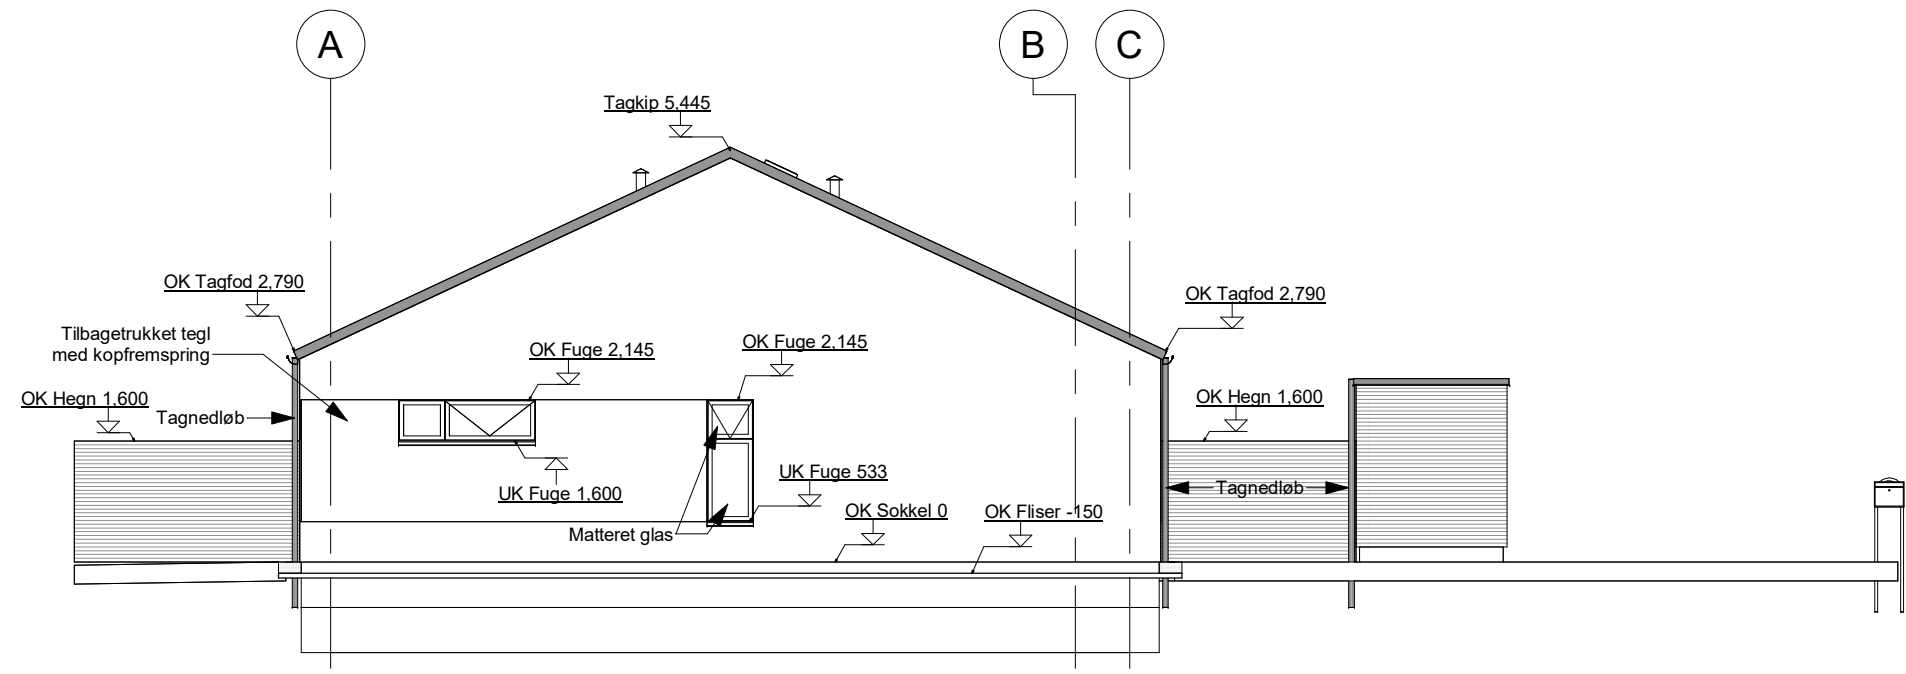 A
B
C
Tagkip 5,445
OK Tagfod 2,790
OK Tagfod 2,790
Tilbagetrukket tegl
med kopfremspring
OK Fuge 2,145
OK Fuge 2,145
OK Hegn 1,600
Tagnedløb
OK Hegn 1,600
UK Fuge 1,600
UK Fuge 533
Tagnedløb
OK Sokkel 0
OK Fliser -150
Matteret glas